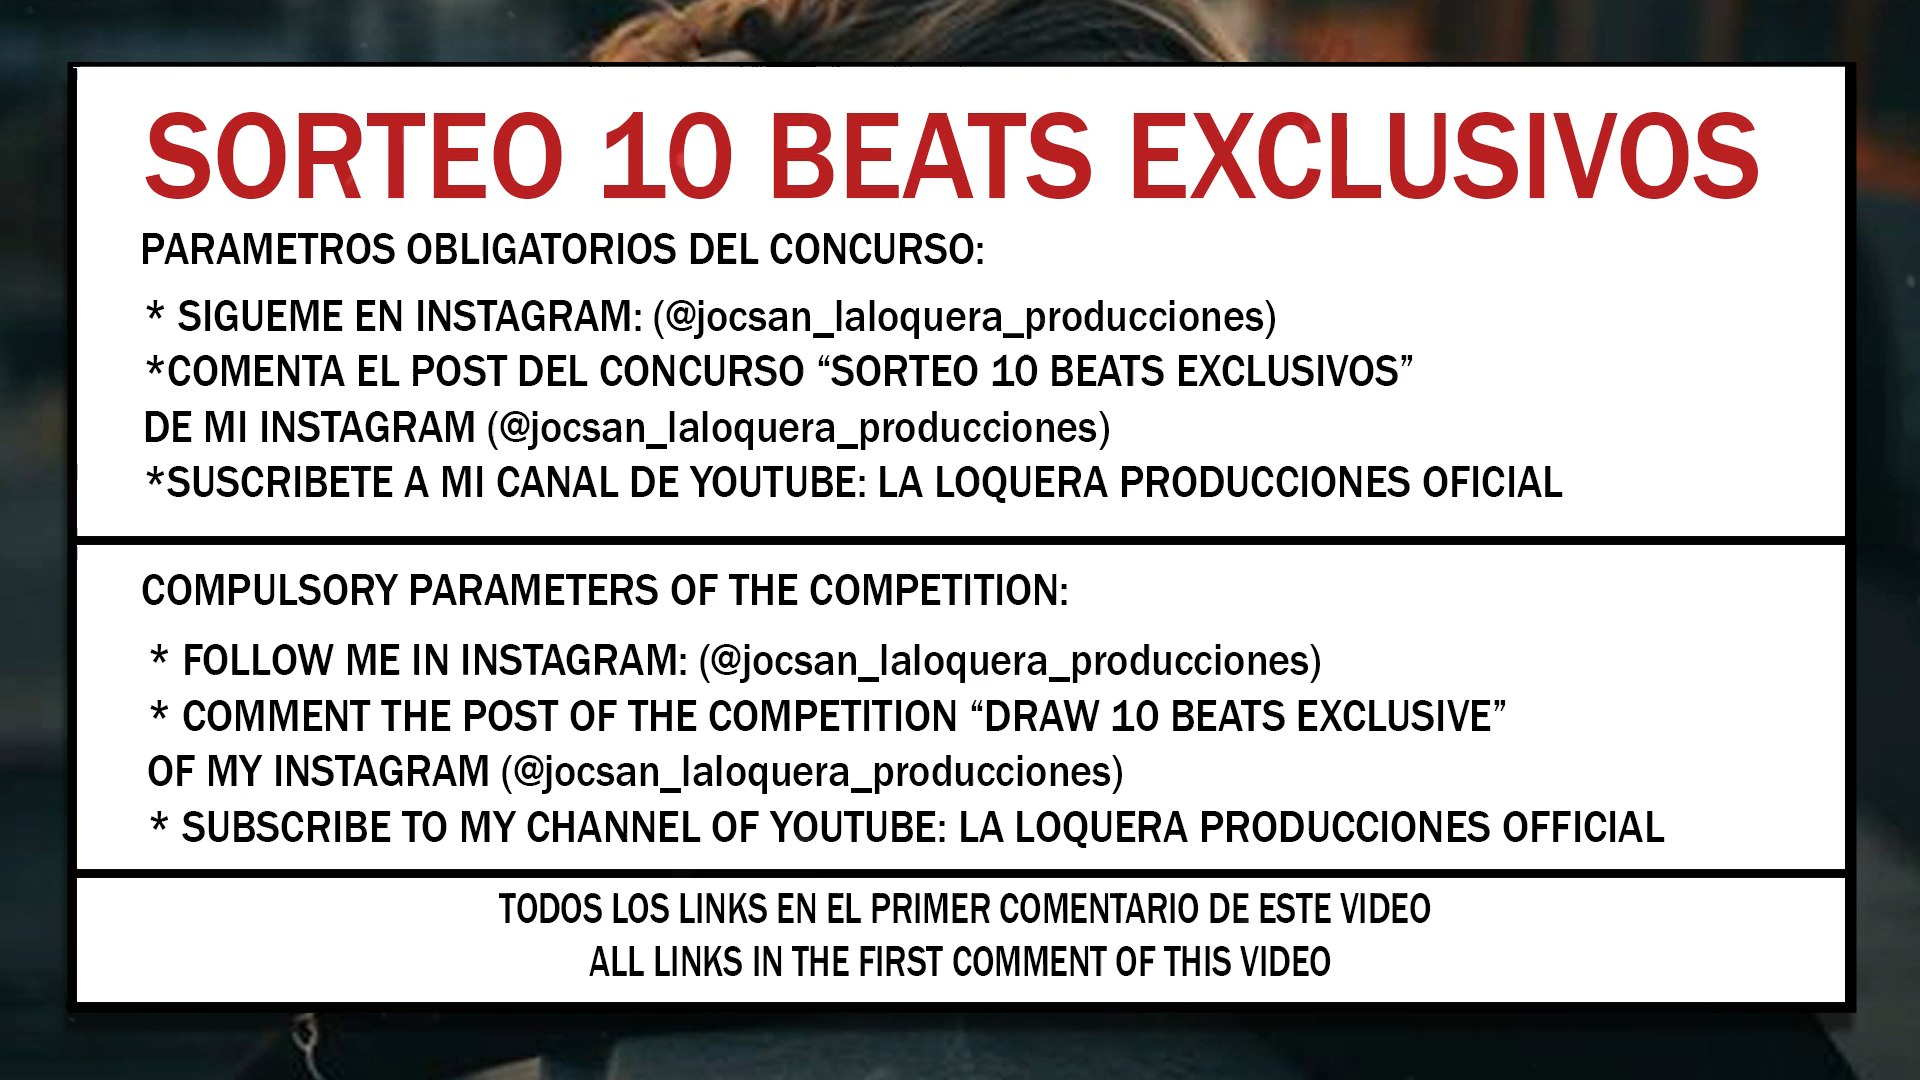 SORTEO 10 BEATS EXCLUSIVOS
PARAMETROS OBLIGATORIOS DEL CONCURSO:
* SIGUEME EN INSTAGRAM: (@jocsan_laloquera_producciones)
*COMENTA EL POST DEL CONCURSO “SORTEO 10 BEATS EXCLUSIVOS”
DE MI INSTAGRAM (@jocsan_laloquera_producciones)
*SUSCRIBETE A MI CANAL DE YOUTUBE: LA LOQUERA PRODUCCIONES OFICIAL
COMPULSORY PARAMETERS OF THE COMPETITION:
* FOLLOW ME IN INSTAGRAM: (@jocsan_laloquera_producciones)
* COMMENT THE POST OF THE COMPETITION “DRAW 10 BEATS EXCLUSIVE”
OF MY INSTAGRAM (@jocsan_laloquera_producciones)
* SUBSCRIBE TO MY CHANNEL OF YOUTUBE: LA LOQUERA PRODUCCIONES OFFICIAL
TODOS LOS LINKS EN EL PRIMER COMENTARIO DE ESTE VIDEO
ALL LINKS IN THE FIRST COMMENT OF THIS VIDEO